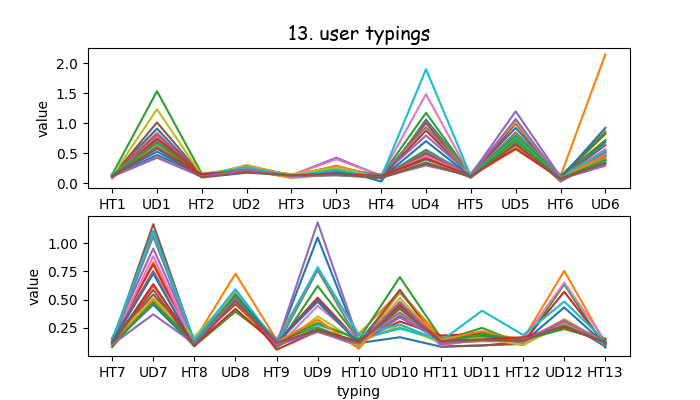 13. user typings
value
2.0
1.5
1.0
0.5
0.0
HT1 UD1 HT2 UD2 HT3 UD3 HT4 UD4 HT5 UD5 HT6 UD6
value
1.00
0.75
0.50
0.25
HT7 UD7 HT8 UD8 HT9 UD9 HT10 UD10 HT11 UD11 HT12 UD12 HT13
typing